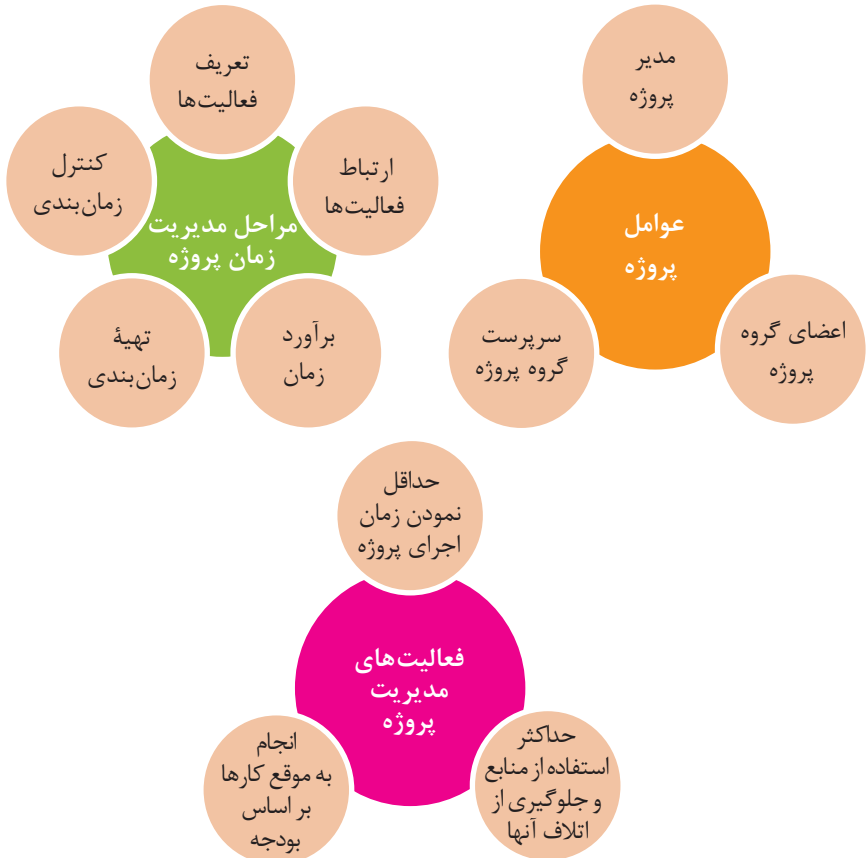 مدیر
پروژه
عوامل
پروژه
اعضای گروه
پروژه
سرپرست
گروه پروژه
تعریف
فعالیت‌ها
ارتباط
فعالیت‌ها
برآورد
زمان
تهیهٔ
زمان‌بندی
کنترل
زمان‌بندی
مراحل مدیریت
زمان پروژه
حداقل
نمودن زمان
اجرای پروژه
فعالیت‌های
مدیریت
پروژه
حداکثر
استفاده از منابع
و جلوگیری از
اتلاف آنها
انجام
به موقع کارها
بر اساس
بودجه